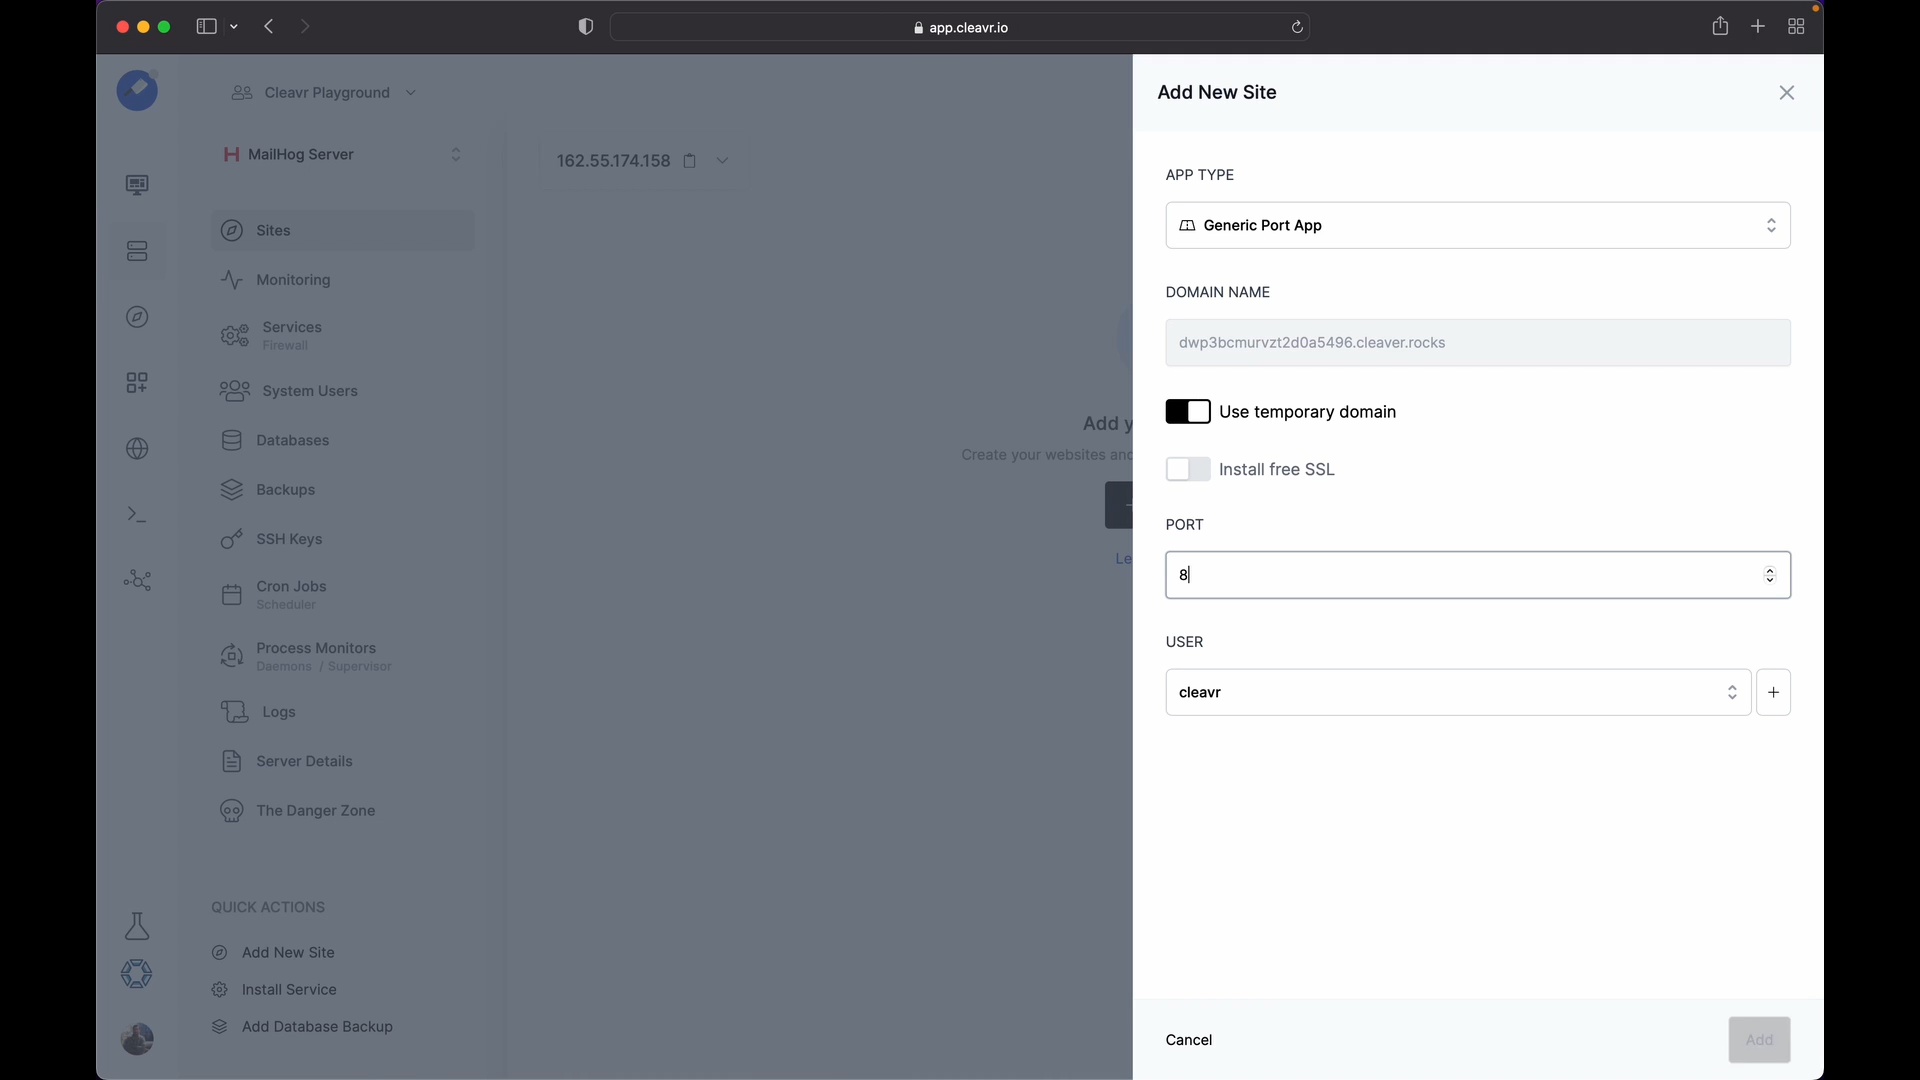 app.cleavr.io
Cleavr Playground
MailHog Server
162.55.174.158
Sites
Monitoring
Services
Firewall
System Users
Databases
Backups
SSH Keys
Cron Jobs
Scheduler
Process Monitors
Daemons / Supervisor
Logs
Server Details
The Danger Zone
QUICK ACTIONS
Add New Site
Install Service
Add Database Backup
Add y
Create your websites and
Le
Add New Site
APP TYPE
Generic Port App
DOMAIN NAME
dwp3bcmurvzt2d0a5496.cleaver.rocks
Use temporary domain
Install free SSL
PORT
8
USER
cleavr
Cancel
Add